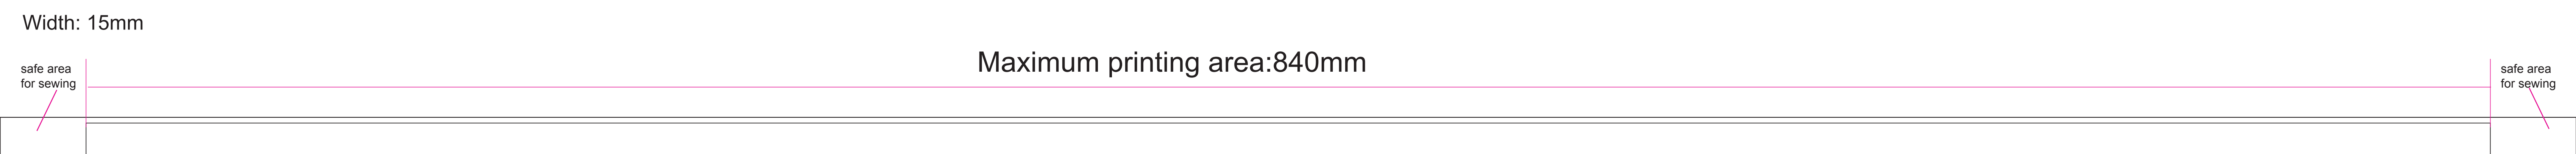 Width: 15mm
Maximum printing area:840mm
safe area
for sewing
safe area
for sewing